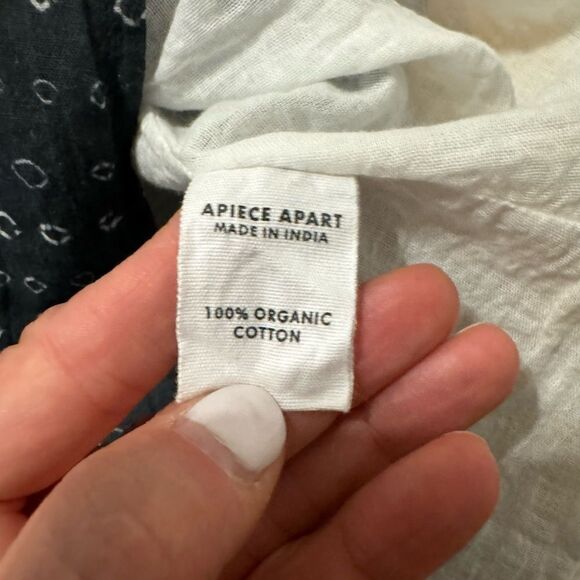 APIECE APART
MADE IN INDIA
100% ORGANIC
COTTON